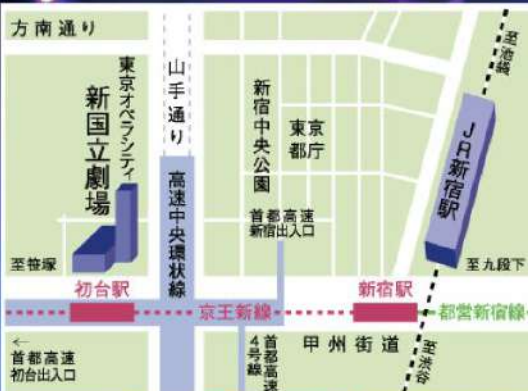 方南通り
山手通り
東京オペラシティ
新国立劇場
新宿中央公園
東京
都庁
至池袋
JR新宿駅
高速中央環状線
首都高速
新宿出入口
至笹塚
至九段下
初台駅
京王新線
新宿駅
都営新宿線
←
首都高速
初台出入口
首都高速
4号線
甲州街道
至渋谷